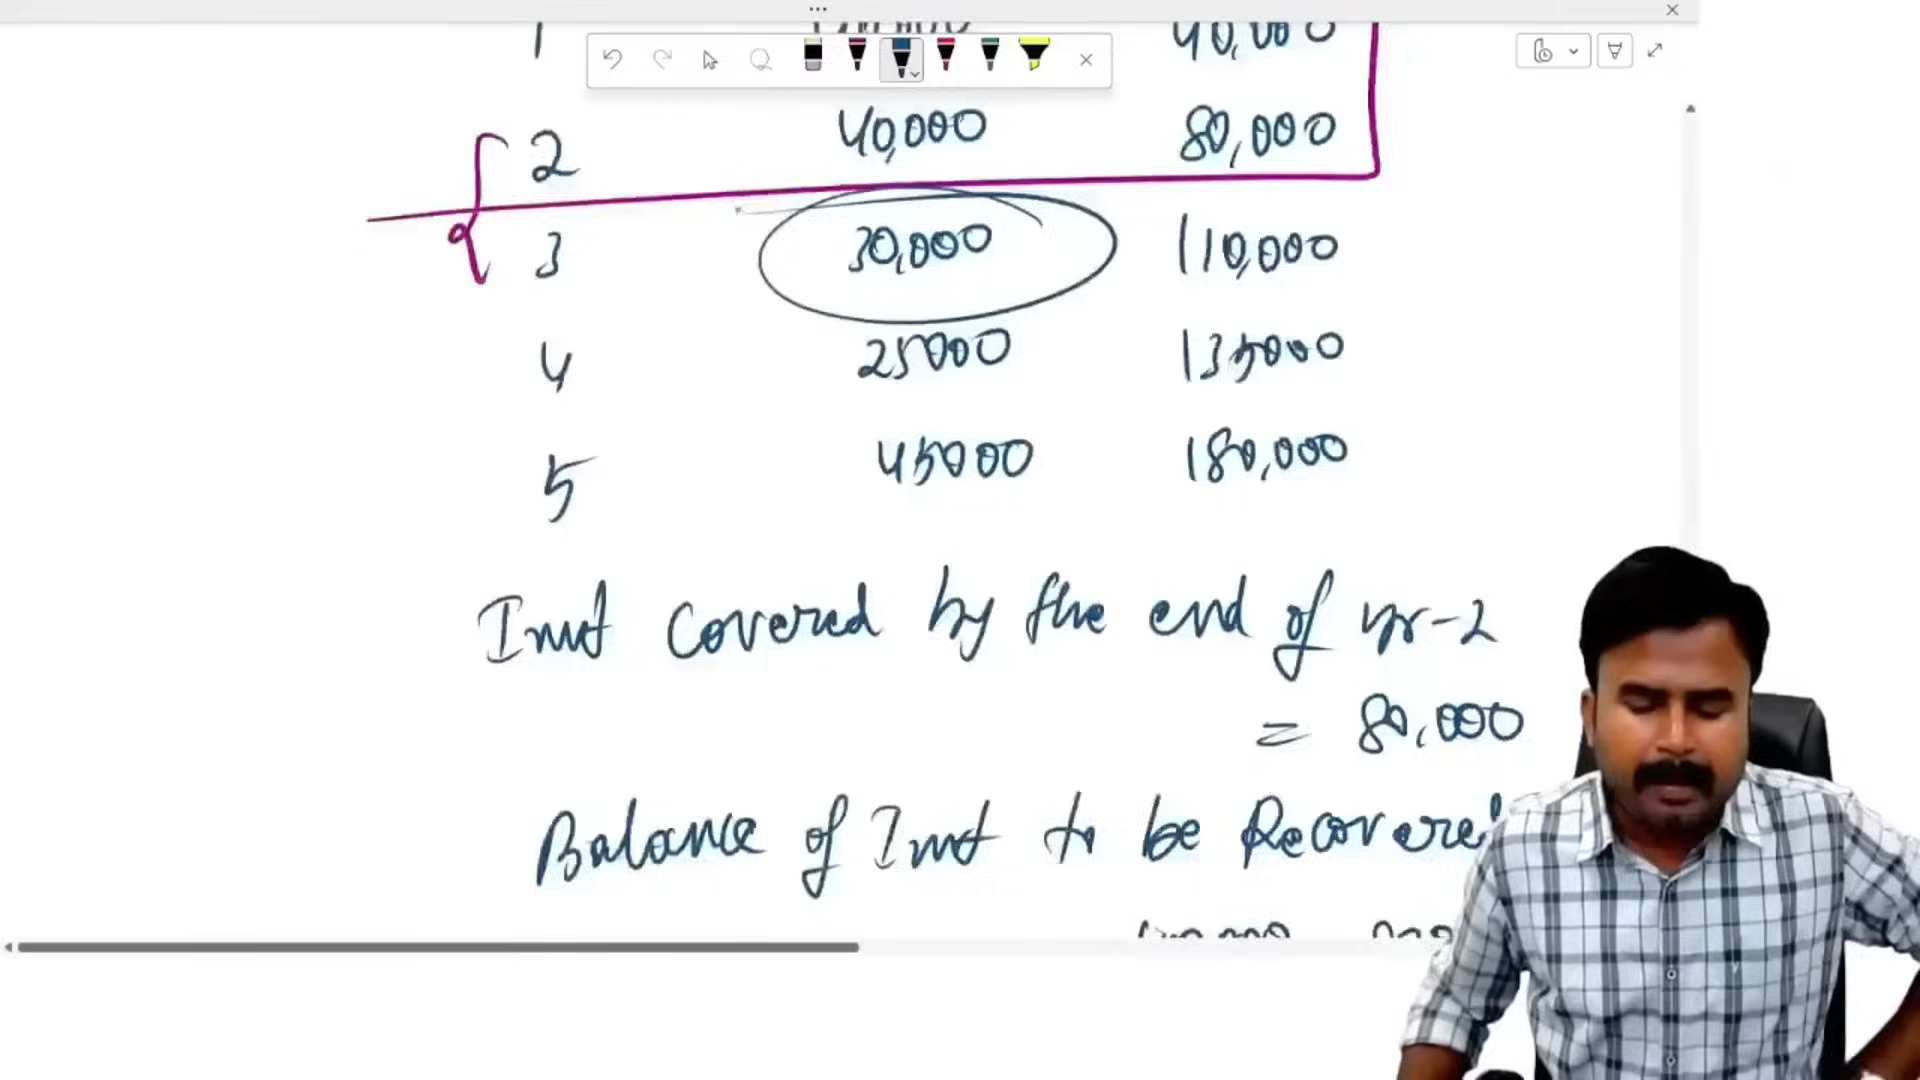 1 40,000
2 40,000 80,000
3 30,000 110,000
4 25000 135000
5 45000 180,000
Invt covered by the end of yr-2
= 80,000
Balance of Invt to be Recovered